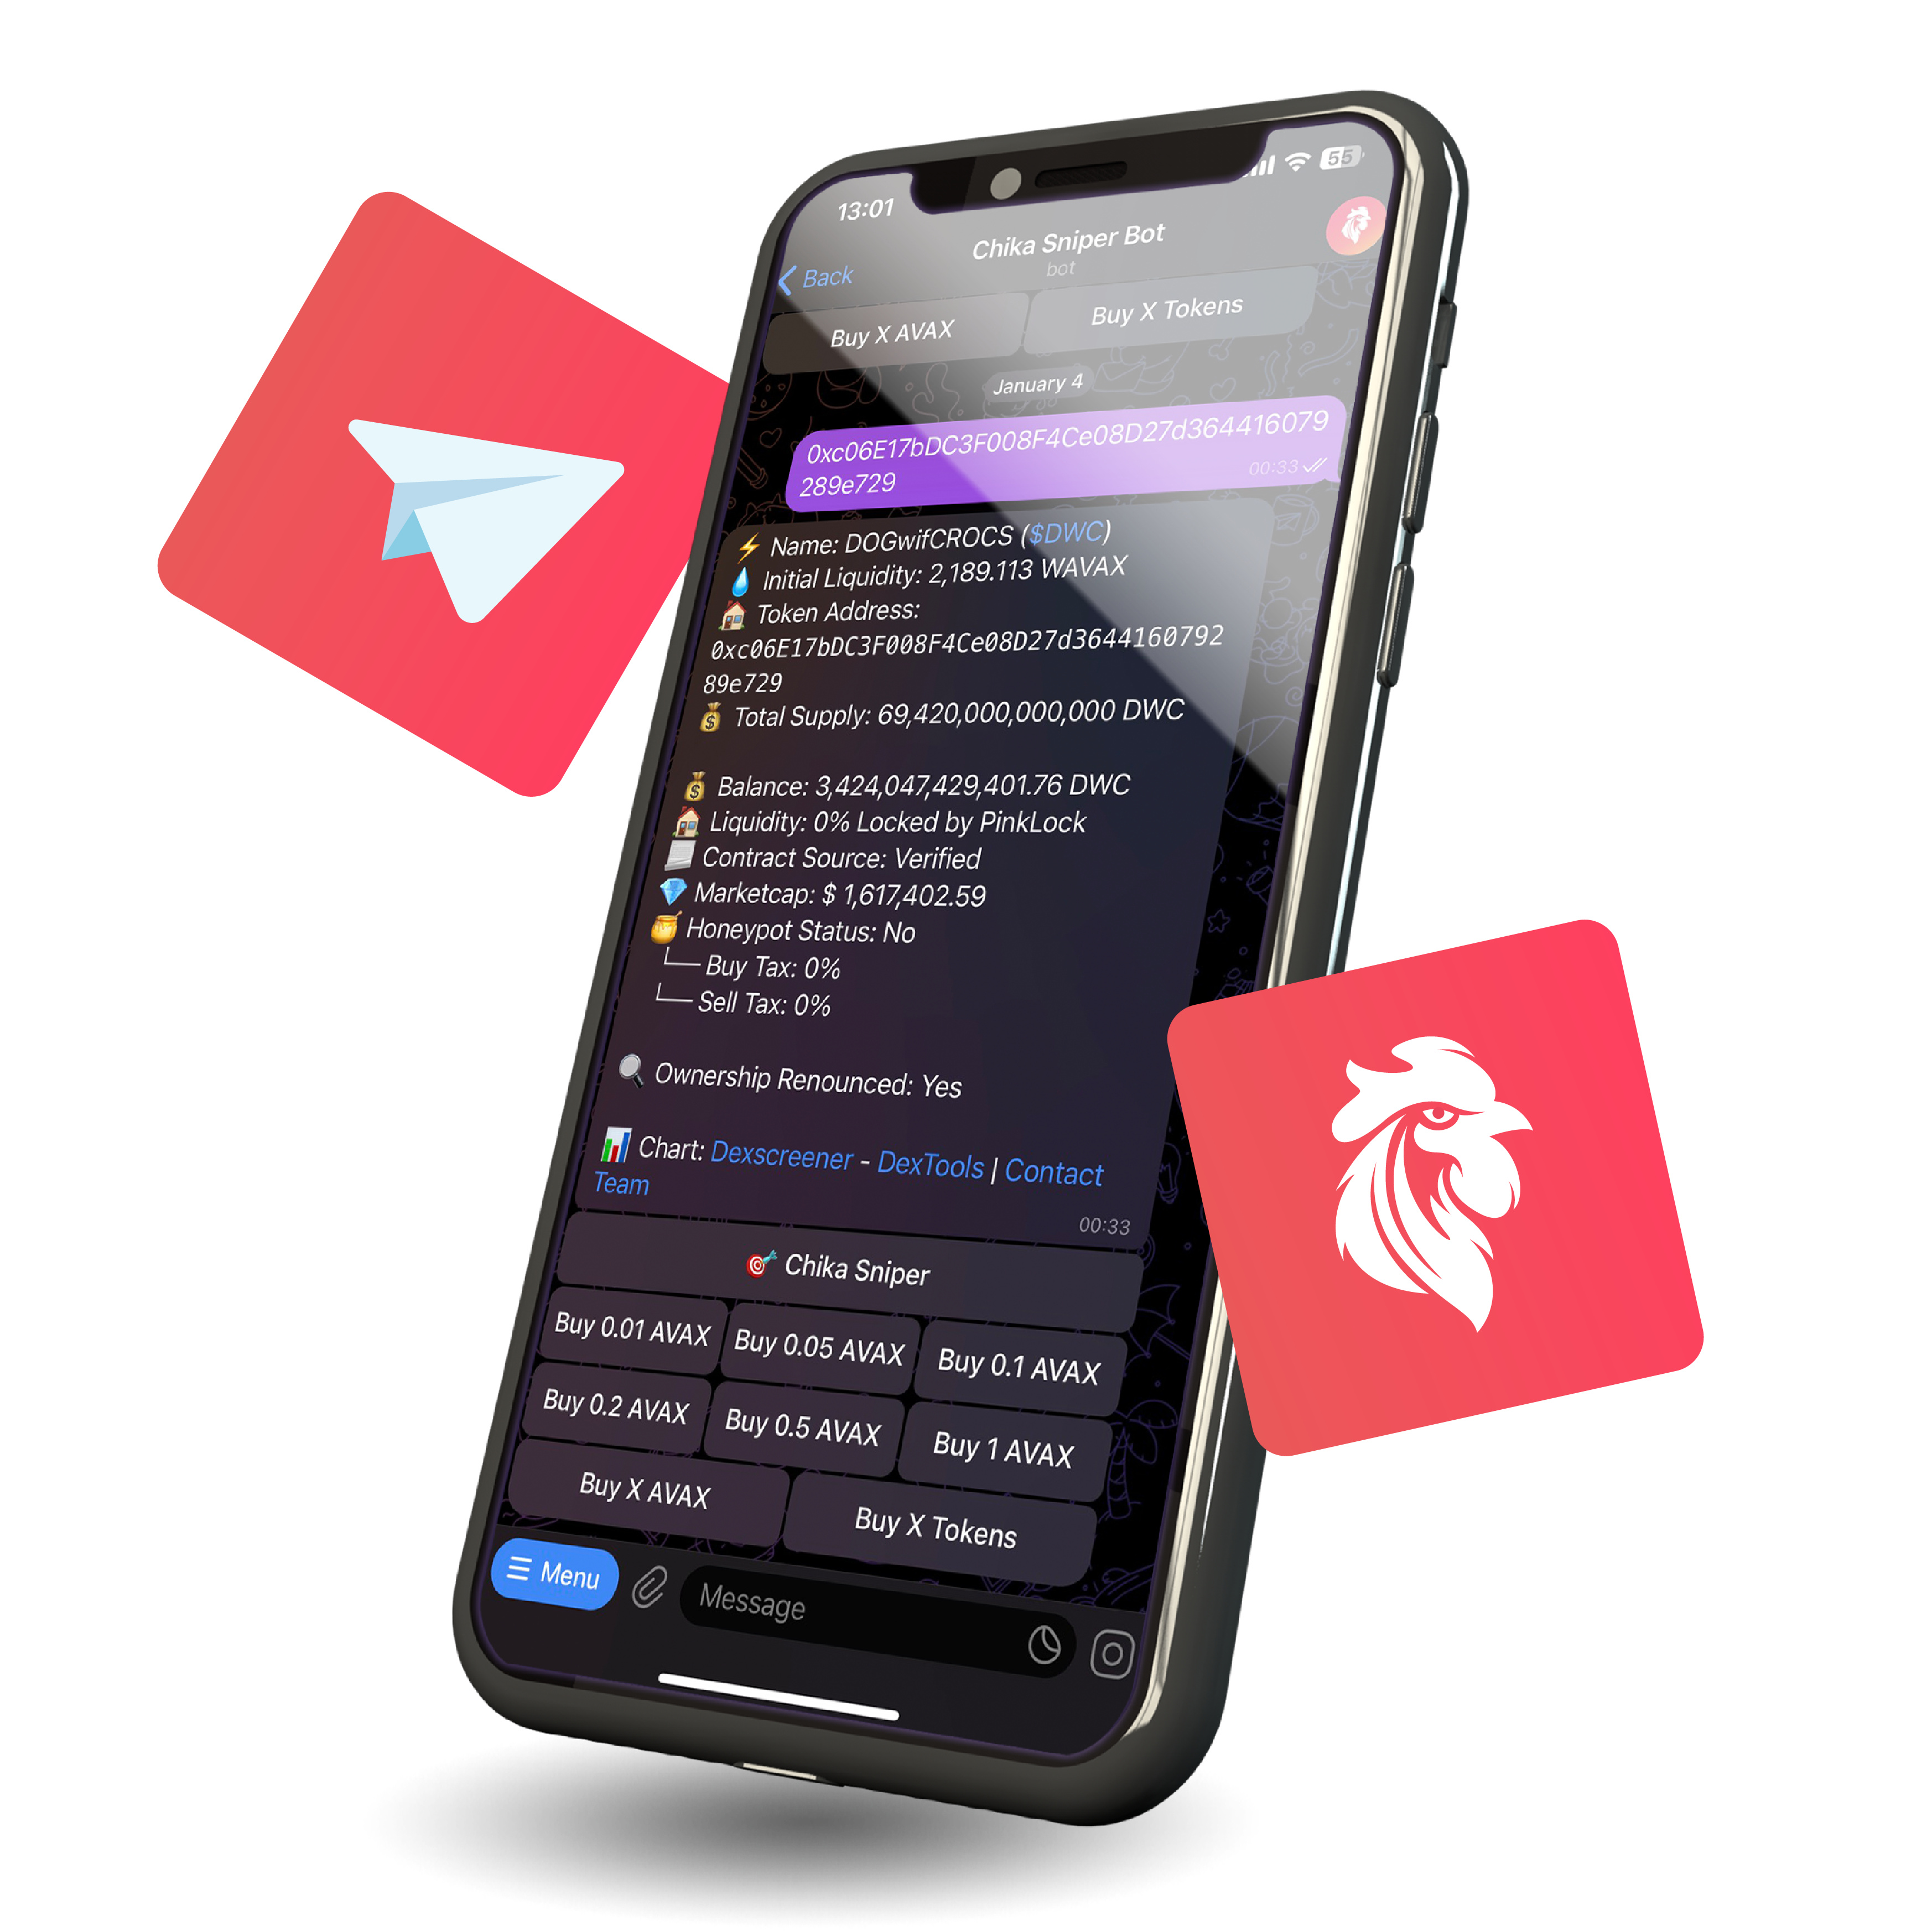 13:01
55
Chika Sniper Bot
bot
Back
Buy X AVAX
Buy X Tokens
January 4
0xc06E17bDC3F008F4Ce08D27d364416079
289e729
00:33
Name: DOGwifCROCS ($DWC)
Initial Liquidity: 2,189.113 WAVAX
Token Address:
0xc06E17bDC3F008F4Ce08D27d3644160792
89e729
Total Supply: 69,420,000,000,000 DWC
Balance: 3,424,047,429,401.76 DWC
Liquidity: 0% Locked by PinkLock
Contract Source: Verified
Marketcap: $ 1,617,402.59
Honeypot Status: No
Buy Tax: 0%
Sell Tax: 0%
Ownership Renounced: Yes
Chart: Dexscreener - DexTools | Contact
Team
00:33
Chika Sniper
Buy 0.01 AVAX
Buy 0.05 AVAX
Buy 0.1 AVAX
Buy 0.2 AVAX
Buy 0.5 AVAX
Buy 1 AVAX
Buy X AVAX
Buy X Tokens
Menu
Message